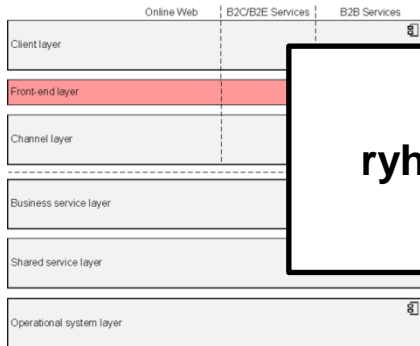 Online Web B2C/B2E Services B2B Services
Client layer
Front-end layer
Channel layer
ryh
Business service layer
Shared service layer
Operational system layer